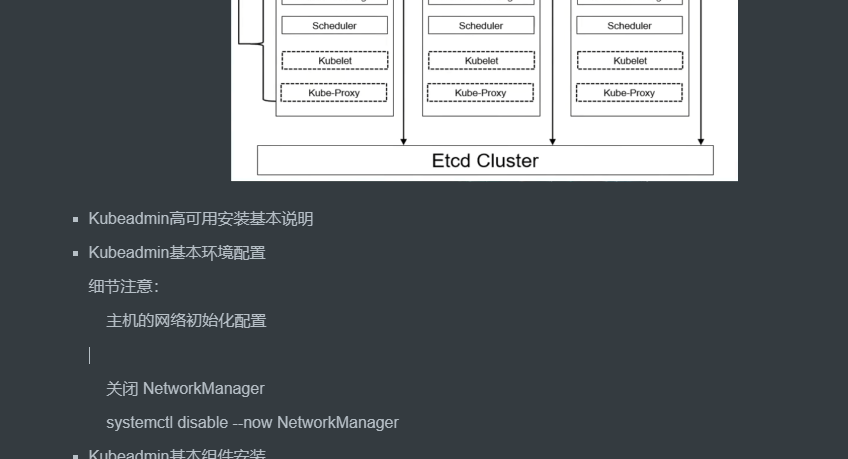 Scheduler Scheduler Scheduler
Kubelet Kubelet Kubelet
Kube-Proxy Kube-Proxy Kube-Proxy
Etcd Cluster
Kubeadmin高可用安装基本说明
Kubeadmin基本环境配置
细节注意：
主机的网络初始化配置
关闭 NetworkManager
systemctl disable --now NetworkManager
Kubeadmin基本组件安装